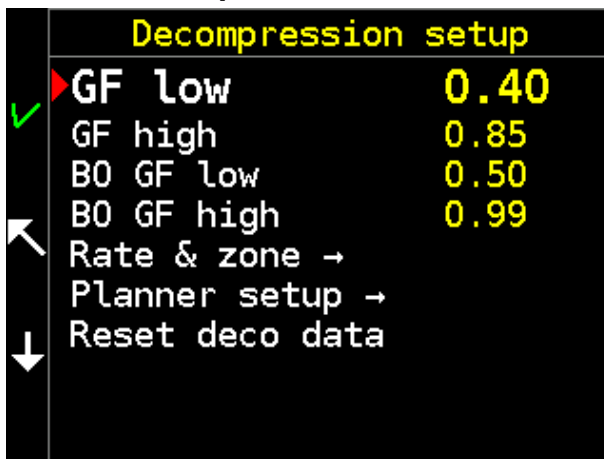 Decompression setup
GF low 0.40
GF high 0.85
BO GF low 0.50
BO GF high 0.99
Rate & zone →
Planner setup →
Reset deco data